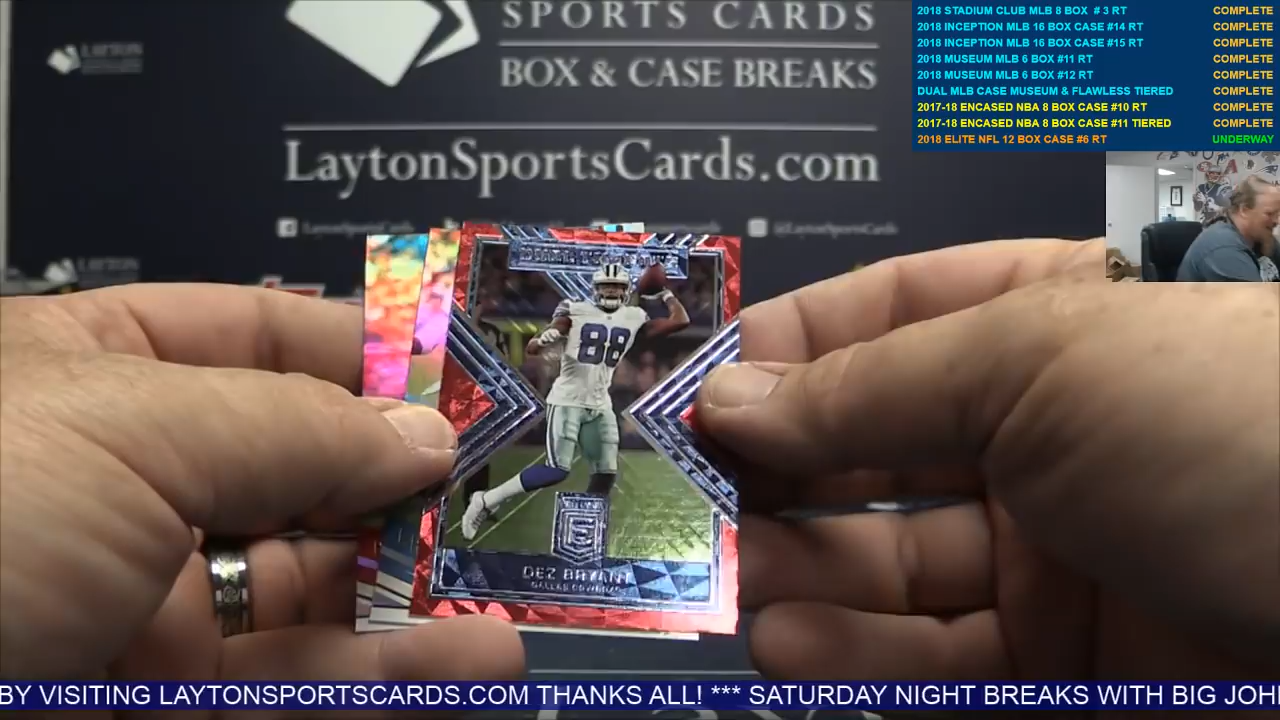 SPORTS CARDS
BOX & CASE BREAKS
LaytonSportsCards.com
2018 STADIUM CLUB MLB 8 BOX # 3 RT COMPLETE
2018 INCEPTION MLB 16 BOX CASE #14 RT COMPLETE
2018 INCEPTION MLB 16 BOX CASE #15 RT COMPLETE
2018 MUSEUM MLB 6 BOX #11 RT COMPLETE
2018 MUSEUM MLB 6 BOX #12 RT COMPLETE
DUAL MLB CASE MUSEUM & FLAWLESS TIERED COMPLETE
2017-18 ENCASED NBA 8 BOX CASE #10 RT COMPLETE
2017-18 ENCASED NBA 8 BOX CASE #11 TIERED COMPLETE
2018 ELITE NFL 12 BOX CASE #6 RT UNDERWAY
LAYTON
88
E
DEZ BRYANT
DALLAS COWBOYS
BY VISITING LAYTONSPORTSCARDS.COM THANKS ALL! *** SATURDAY NIGHT BREAKS WITH BIG JOH